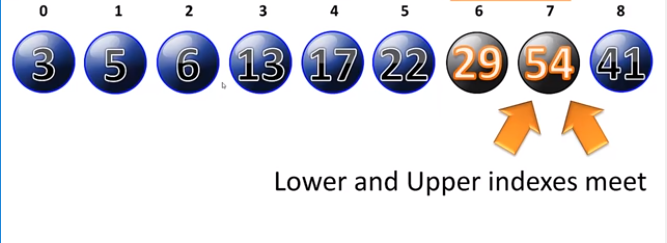 0 1 2 3 4 5 6 7 8
3 5 6 13 17 22 29 54 41
Lower and Upper indexes meet